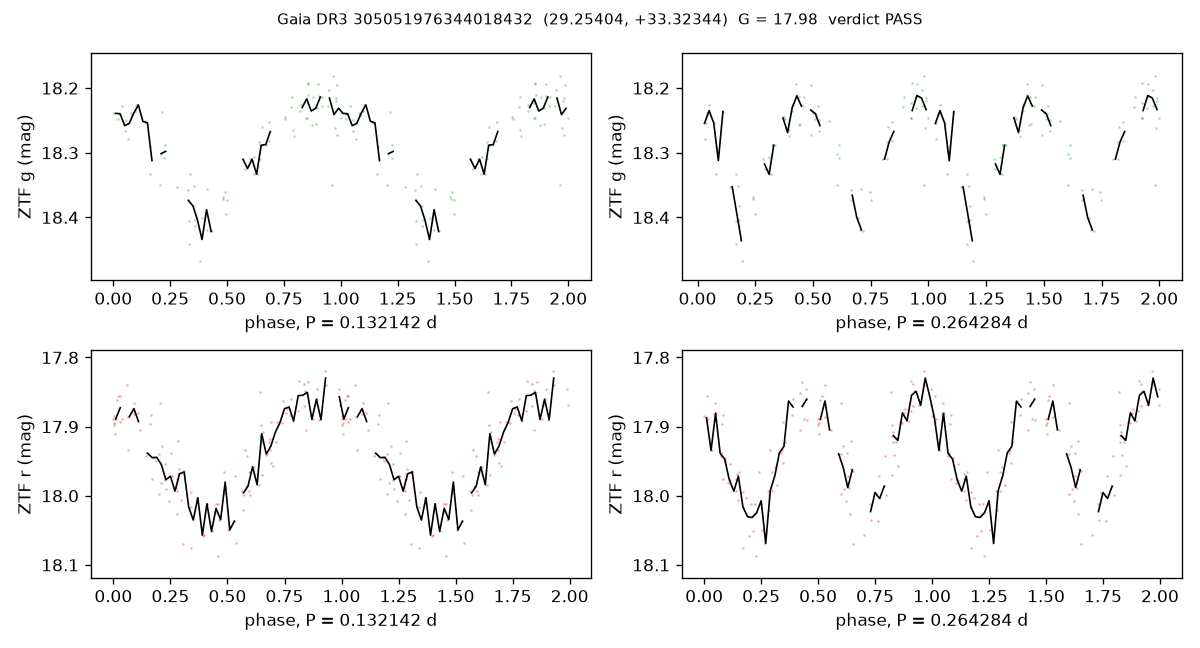 Gaia DR3 305051976344018432 (29.25404, +33.32344) G = 17.98 verdict PASS
ZTF g (mag)
18.2
18.3
18.4
0.00 0.25 0.50 0.75 1.00 1.25 1.50 1.75 2.00
phase, P = 0.132142 d
ZTF g (mag)
18.2
18.3
18.4
0.00 0.25 0.50 0.75 1.00 1.25 1.50 1.75 2.00
phase, P = 0.264284 d
ZTF r (mag)
17.8
17.9
18.0
18.1
0.00 0.25 0.50 0.75 1.00 1.25 1.50 1.75 2.00
phase, P = 0.132142 d
ZTF r (mag)
17.8
17.9
18.0
18.1
0.00 0.25 0.50 0.75 1.00 1.25 1.50 1.75 2.00
phase, P = 0.264284 d